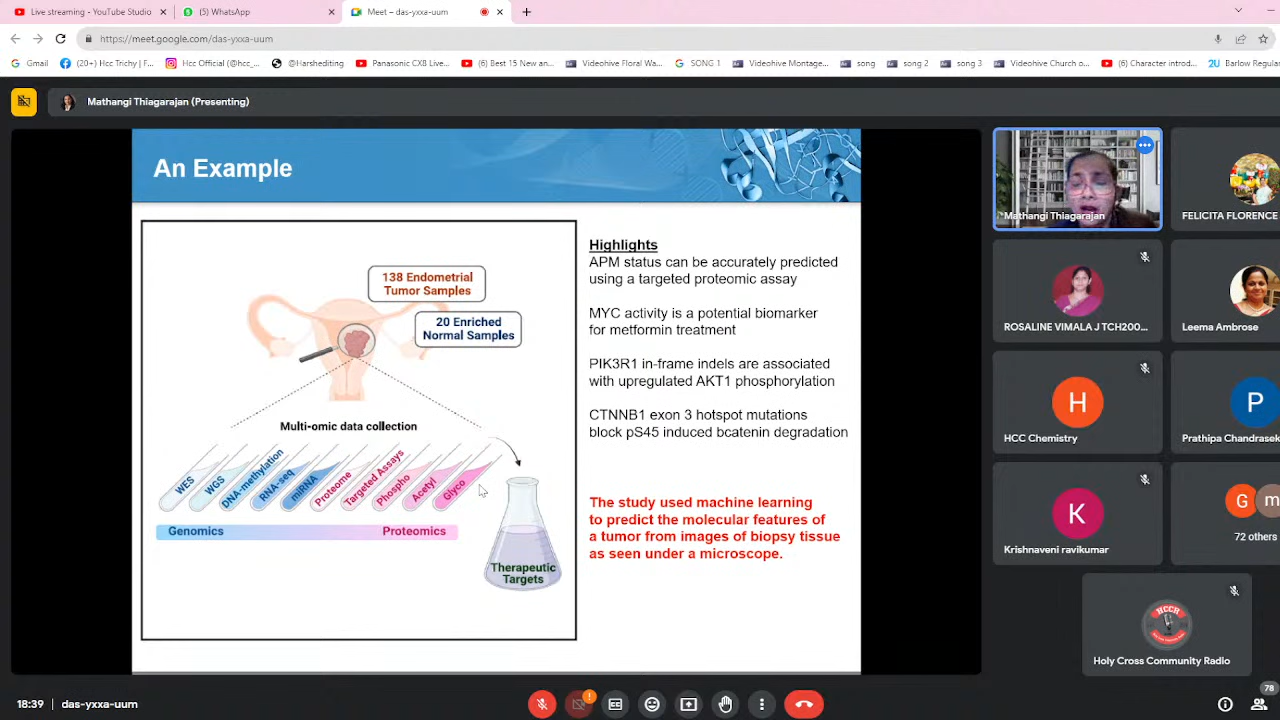 Live streaming - YouTube Studio
(5) WhatsApp
Meet – das-yxxa-uum
https://meet.google.com/das-yxxa-uum
Gmail
(20+) Hcc Trichy | F...
Hcc Official (@hcc_...
@Harshediting
Panasonic CX8 Live...
(6) Best 15 New an...
Videohive Floral Wa...
SONG 1
Videohive Montage...
song
song 2
song 3
Videohive Church o...
(6) Character introd...
2U
Barlow Regular
Mathangi Thiagarajan (Presenting)
An Example
138 Endometrial
Tumor Samples
20 Enriched
Normal Samples
Multi-omic data collection
WES
WGS
DNA-methylation
RNA-seq
miRNA
Proteome
Targeted Assays
Phospho
Acetyl
Glyco
Genomics
Proteomics
Therapeutic
Targets
Highlights
APM status can be accurately predicted
using a targeted proteomic assay
MYC activity is a potential biomarker
for metformin treatment
PIK3R1 in-frame indels are associated
with upregulated AKT1 phosphorylation
CTNNB1 exon 3 hotspot mutations
block pS45 induced bcatenin degradation
The study used machine learning
to predict the molecular features of
a tumor from images of biopsy tissue
as seen under a microscope.
Mathangi Thiagarajan
FELICITA FLORENCE
ROSALINE VIMALA J TCH200...
Leema Ambrose
H
HCC Chemistry
P
Prathipa Chandrasek
K
Krishnaveni ravikumar
G
m
72 others
HCCR
Holy Cross Community Radio
18:39
das-yxxa-uum
78